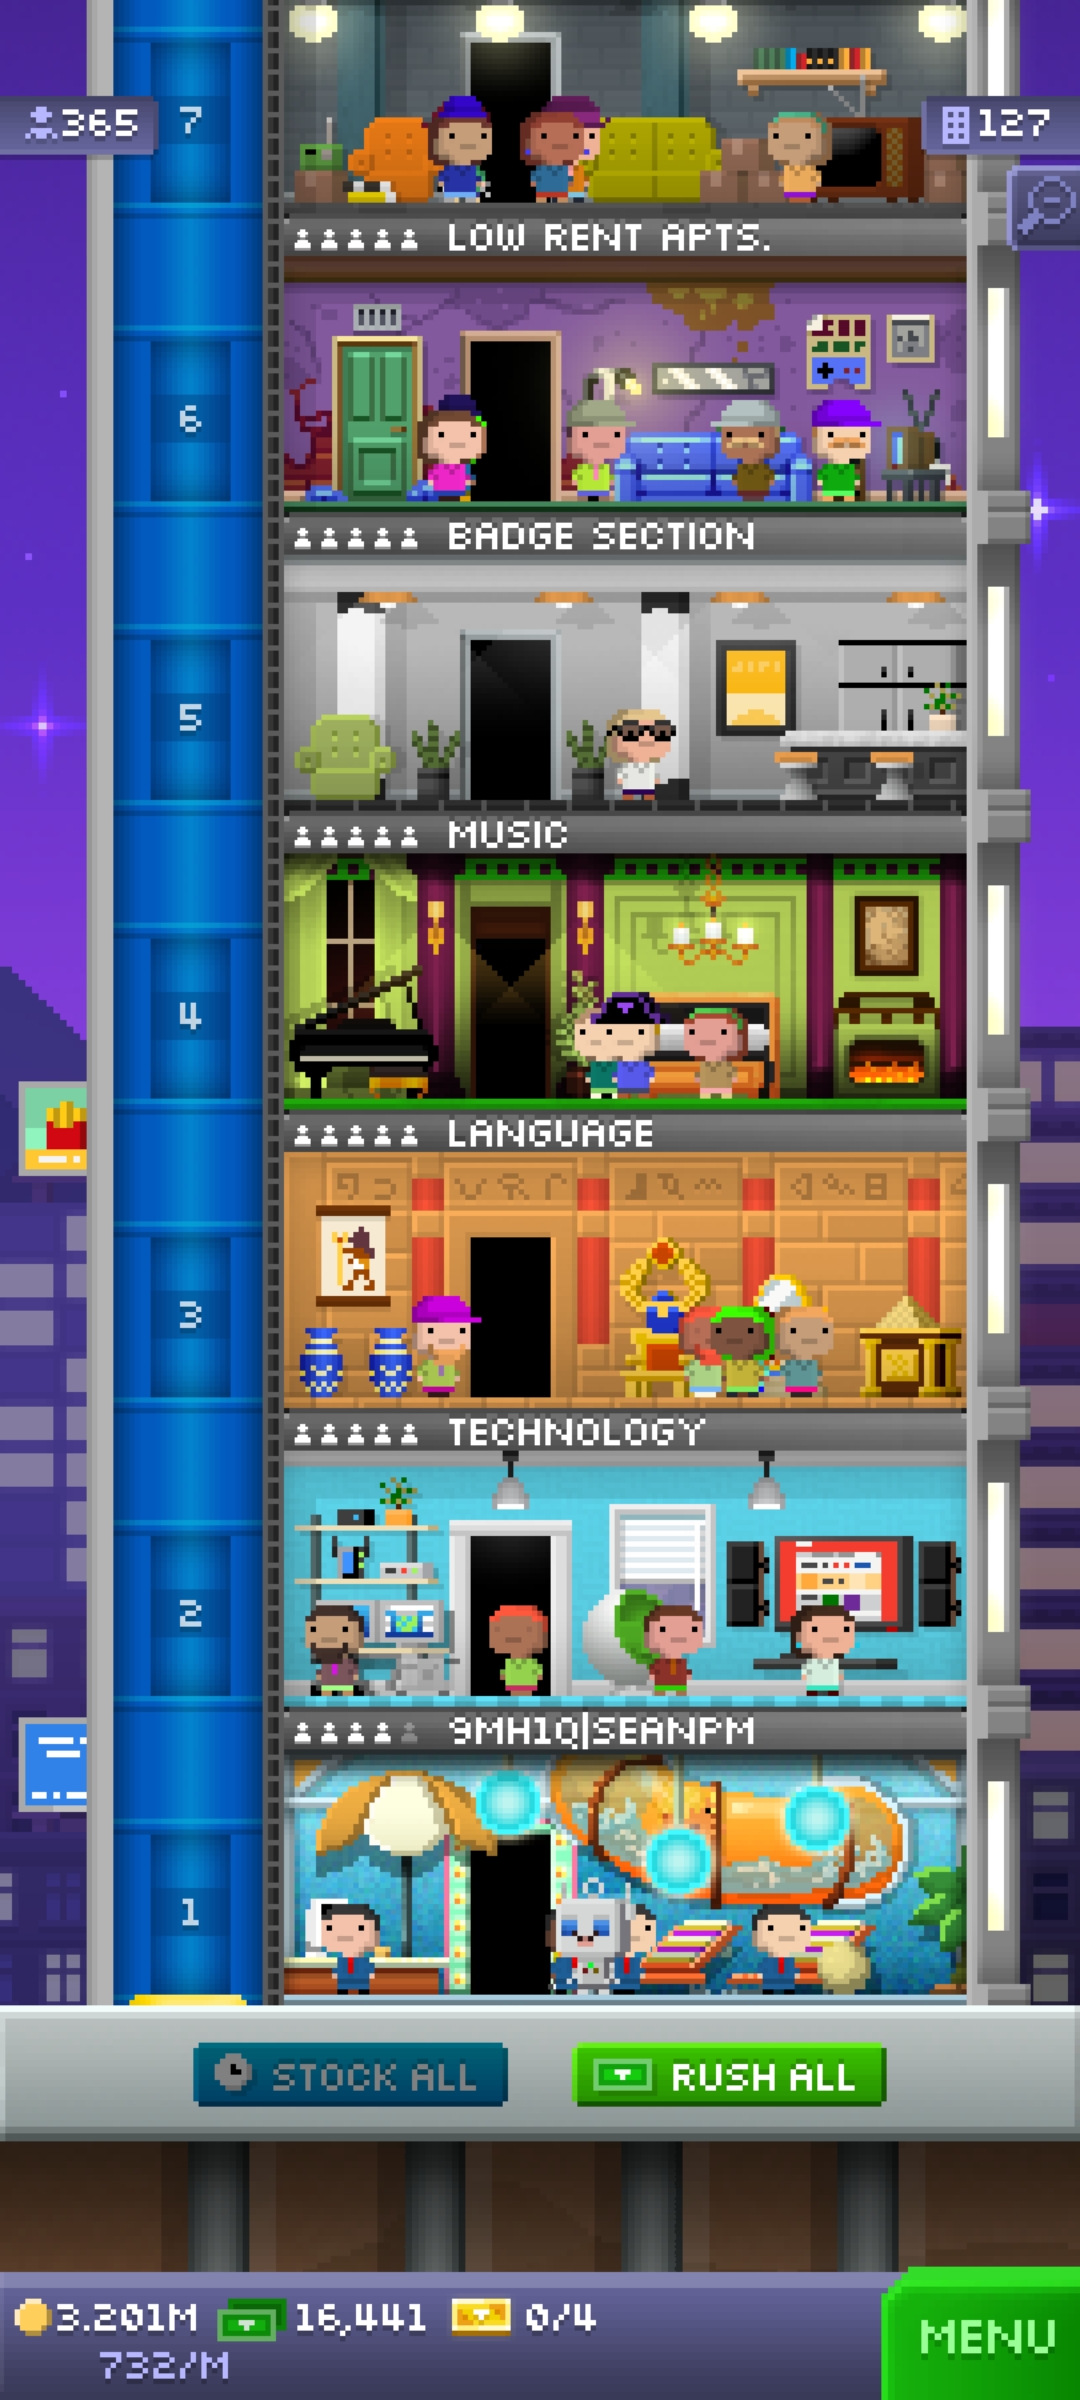 365
7
127
LOW RENT APTS.
6
BADGE SECTION
5
MUSIC
4
LANGUAGE
3
TECHNOLOGY
2
9MH1Q|SEANPM
1
STOCK ALL
RUSH ALL
3.201M
16,441
0/4
732/M
MENU